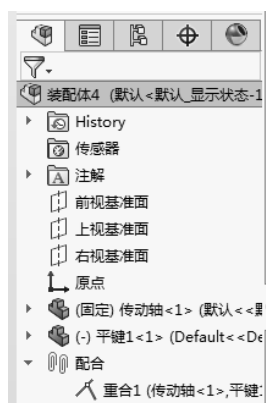 装配体4 (默认<默认_显示状态-1
History
传感器
注解
前视基准面
上视基准面
右视基准面
原点
(固定) 传动轴<1> (默认<<
(-) 平键1<1> (Default<<De
配合
重合1 (传动轴<1>,平键